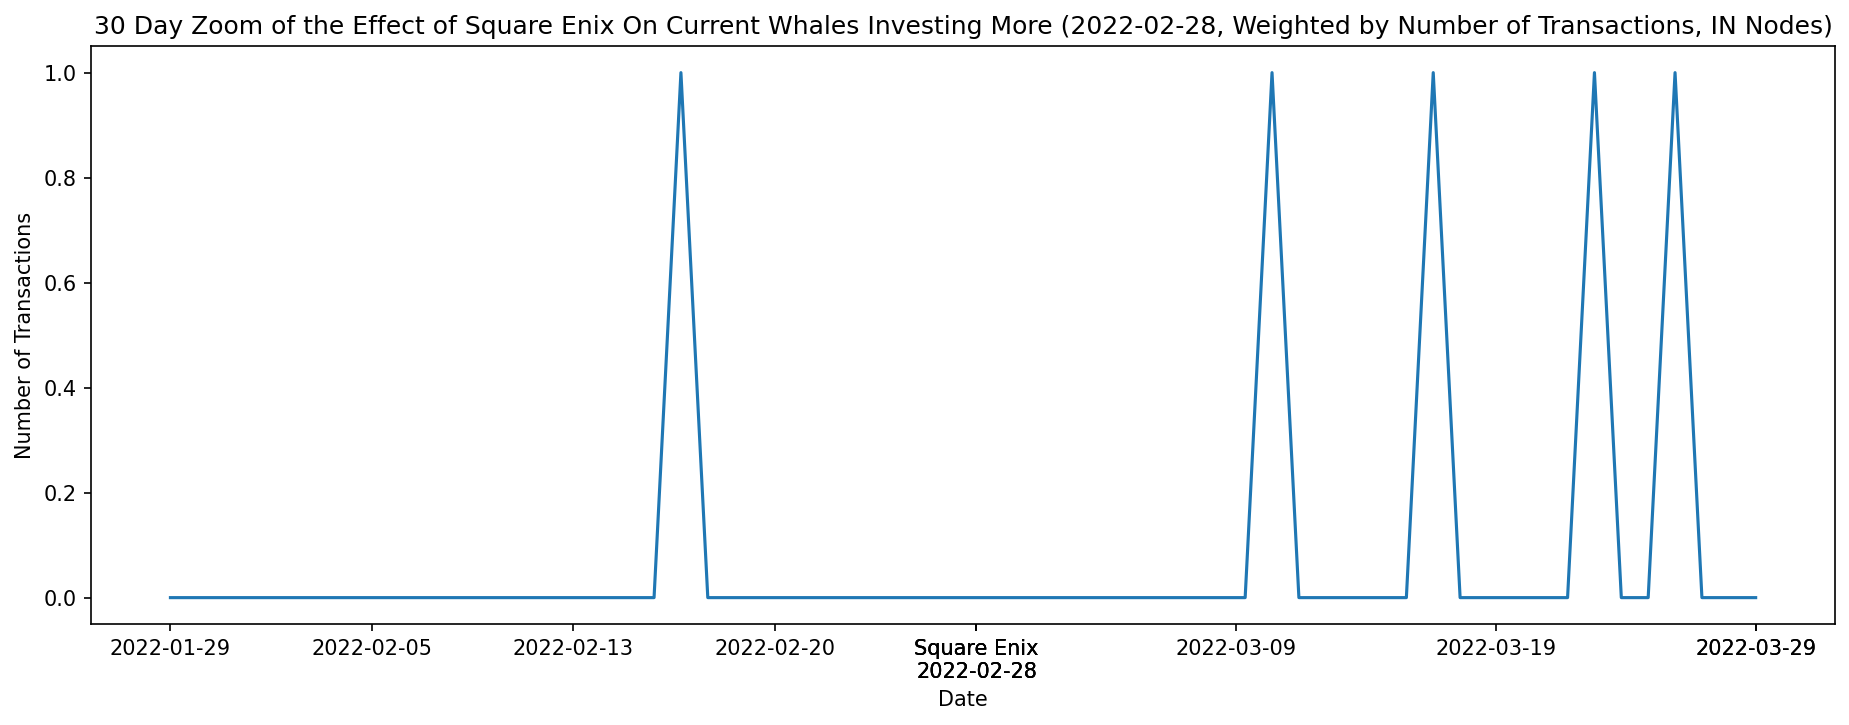 30 Day Zoom of the Effect of Square Enix On Current Whales Investing More (2022-02-28, Weighted by Number of Transactions, IN Nodes)
1.0
0.8
0.6
0.4
0.2
0.0
Number of Transactions
2022-01-29 2022-02-05 2022-02-13 2022-02-20 Square Enix 2022-03-09 2022-03-19 2022-03-29
2022-02-28
Date